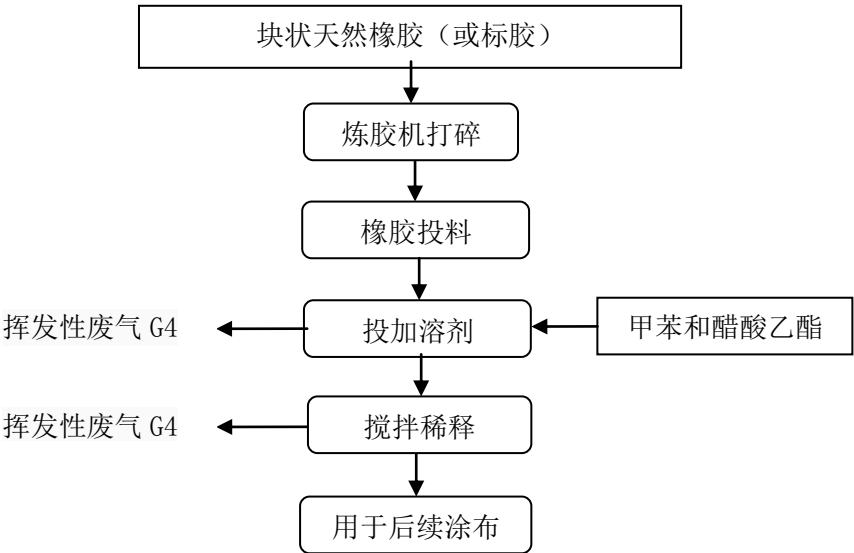 块状天然橡胶（或标胶）
炼胶机打碎
橡胶投料
挥发性废气 G4
投加溶剂
甲苯和醋酸乙酯
挥发性废气 G4
搅拌稀释
用于后续涂布